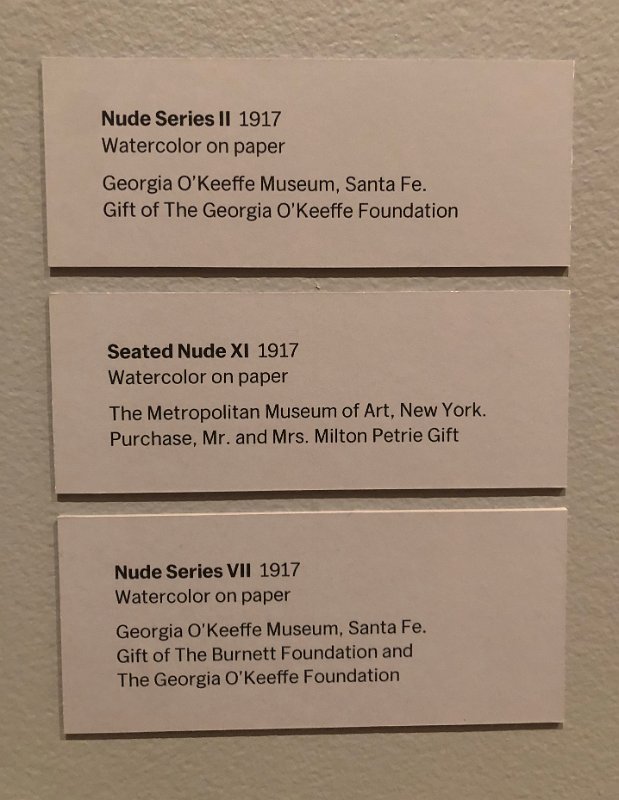 Nude Series II 1917
Watercolor on paper
Georgia O'Keeffe Museum, Santa Fe.
Gift of The Georgia O'Keeffe Foundation
Seated Nude XI 1917
Watercolor on paper
The Metropolitan Museum of Art, New York.
Purchase, Mr. and Mrs. Milton Petrie Gift
Nude Series VII 1917
Watercolor on paper
Georgia O'Keeffe Museum, Santa Fe.
Gift of The Burnett Foundation and
The Georgia O'Keeffe Foundation